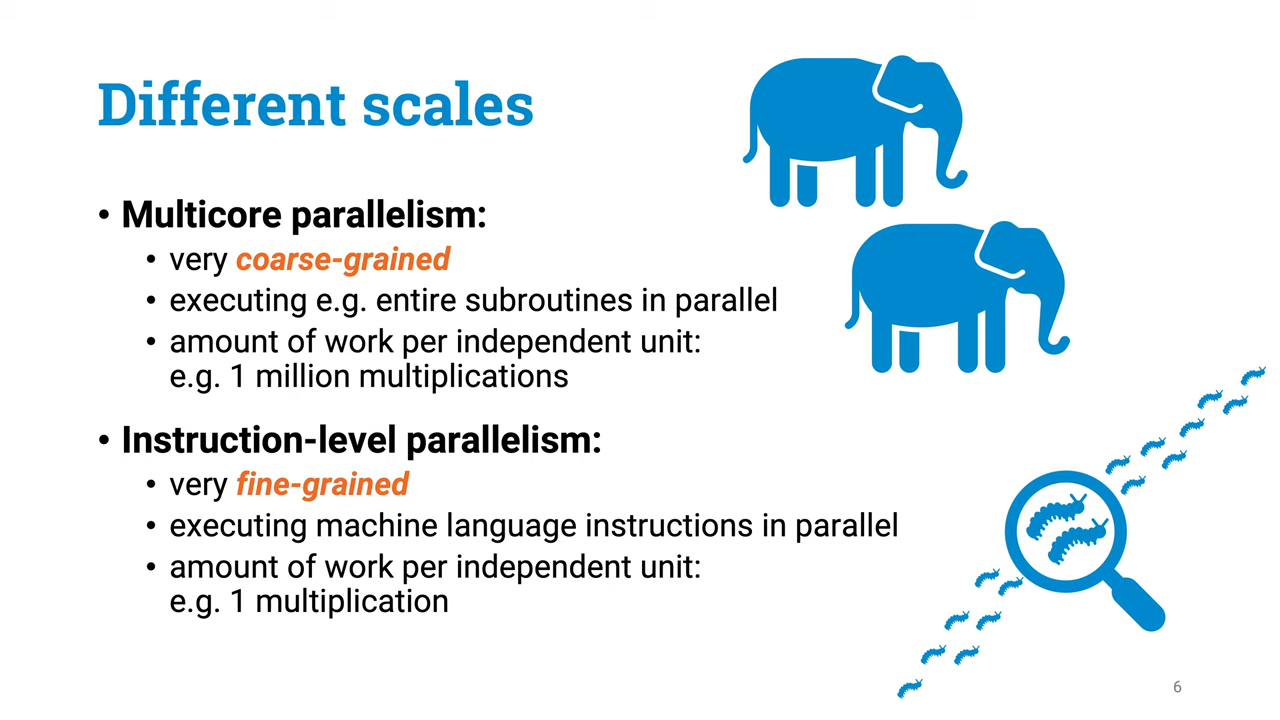 Different scales
• Multicore parallelism:
• very coarse-grained
• executing e.g. entire subroutines in parallel
• amount of work per independent unit:
e.g. 1 million multiplications
• Instruction-level parallelism:
• very fine-grained
• executing machine language instructions in parallel
• amount of work per independent unit:
e.g. 1 multiplication
6